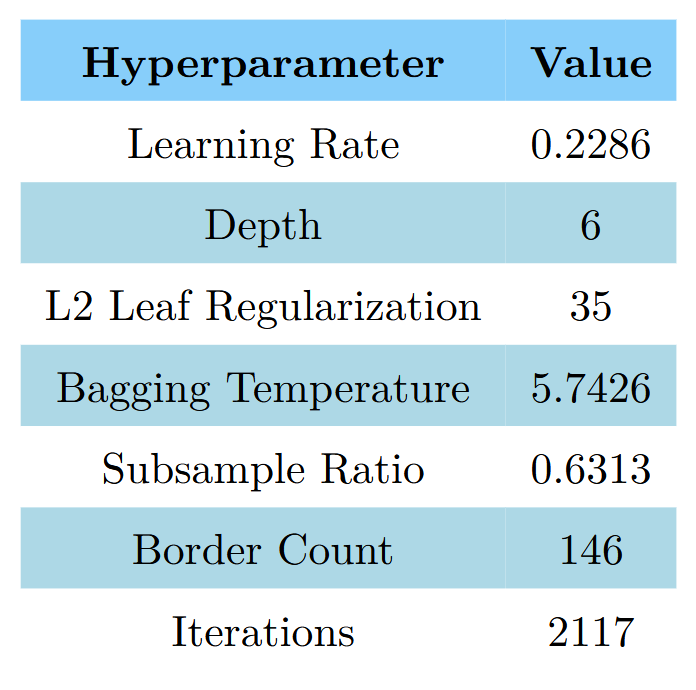 Hyperparameter Value
Learning Rate 0.2286
Depth 6
L2 Leaf Regularization 35
Bagging Temperature 5.7426
Subsample Ratio 0.6313
Border Count 146
Iterations 2117